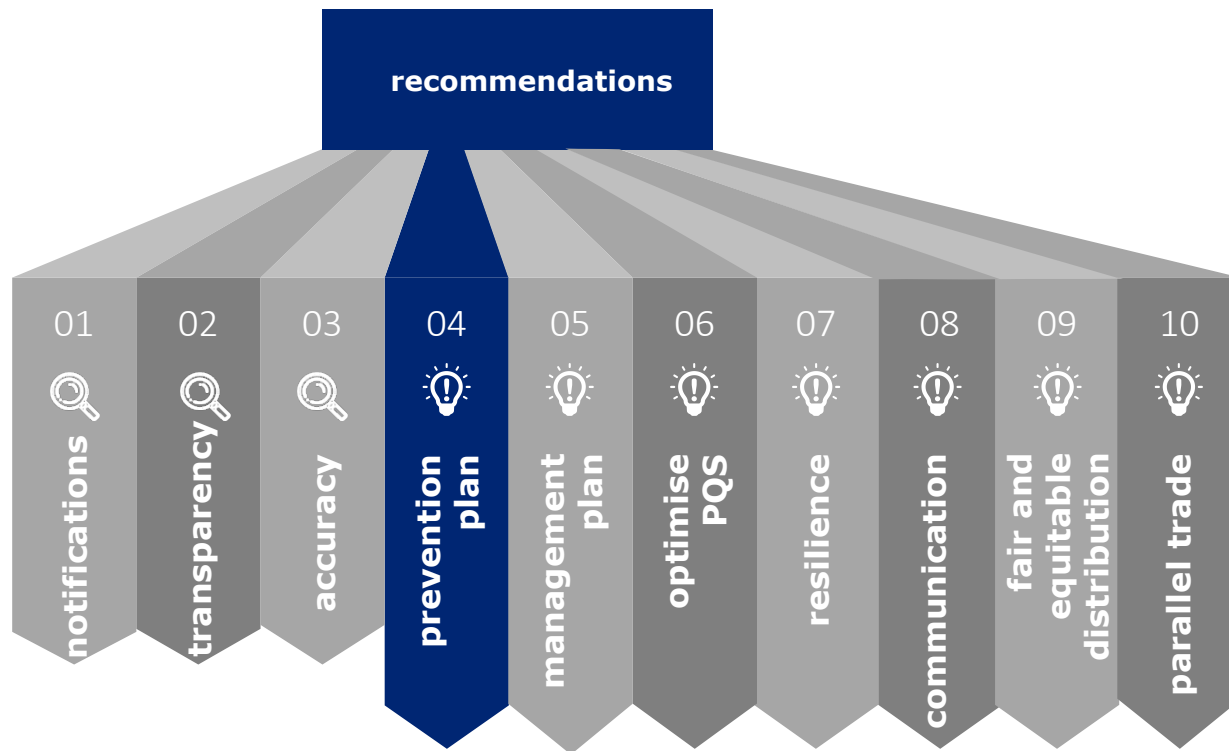 recommendations
01
notifications
02
transparency
03
accuracy
04
prevention
plan
05
management
plan
06
optimise
PQS
07
resilience
08
communication
09
fair and
equitable
distribution
10
parallel trade